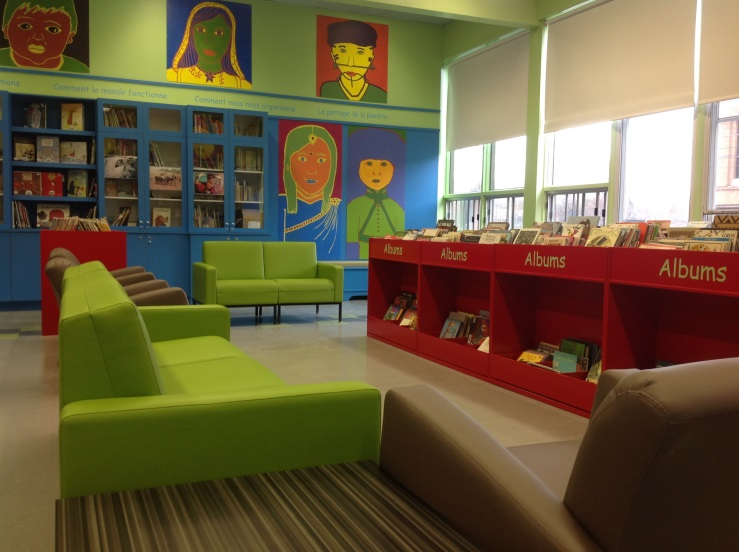 Comment le monde fonctionne
Comment nous nous organisons
Le partage de la planète
Albums
Albums
Albums
Albums